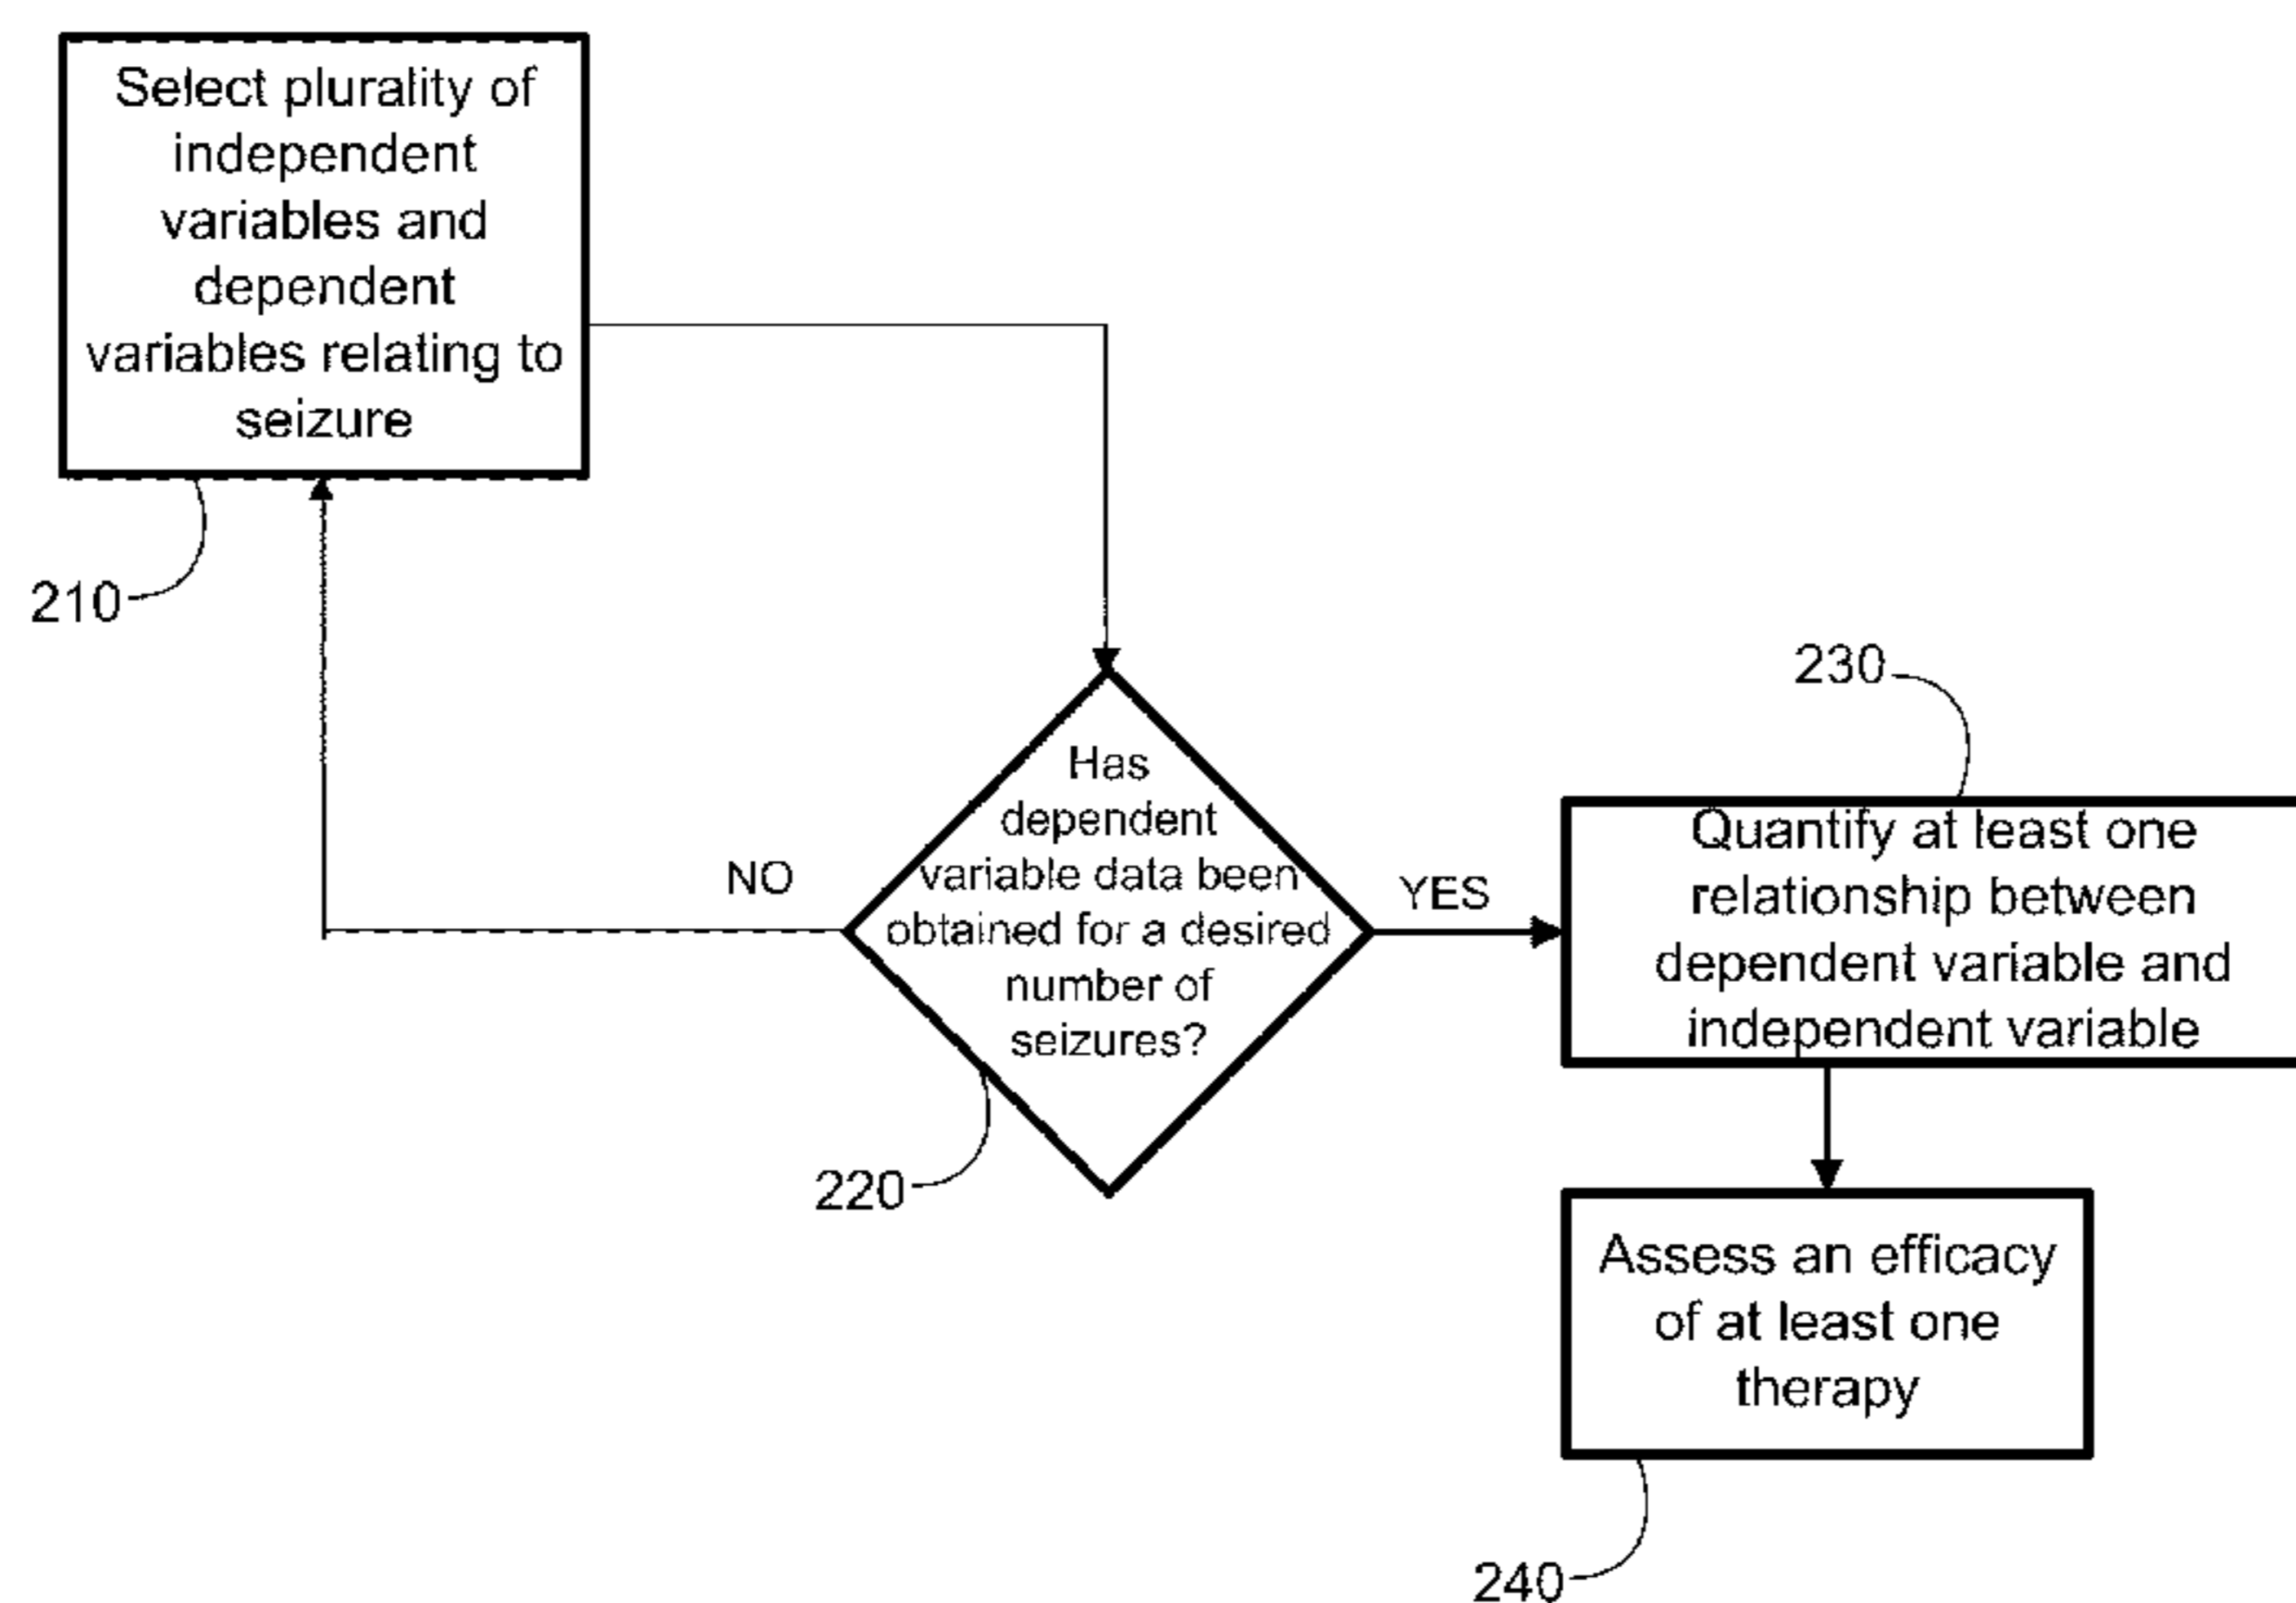 Select plurality of
independent
variables and
dependent
variables relating to
seizure
210
Has
dependent
variable data been
obtained for a desired
number of
seizures?
NO
YES
220
230
Quantify at least one
relationship between
dependent variable and
independent variable
Assess an efficacy
of at least one
therapy
240